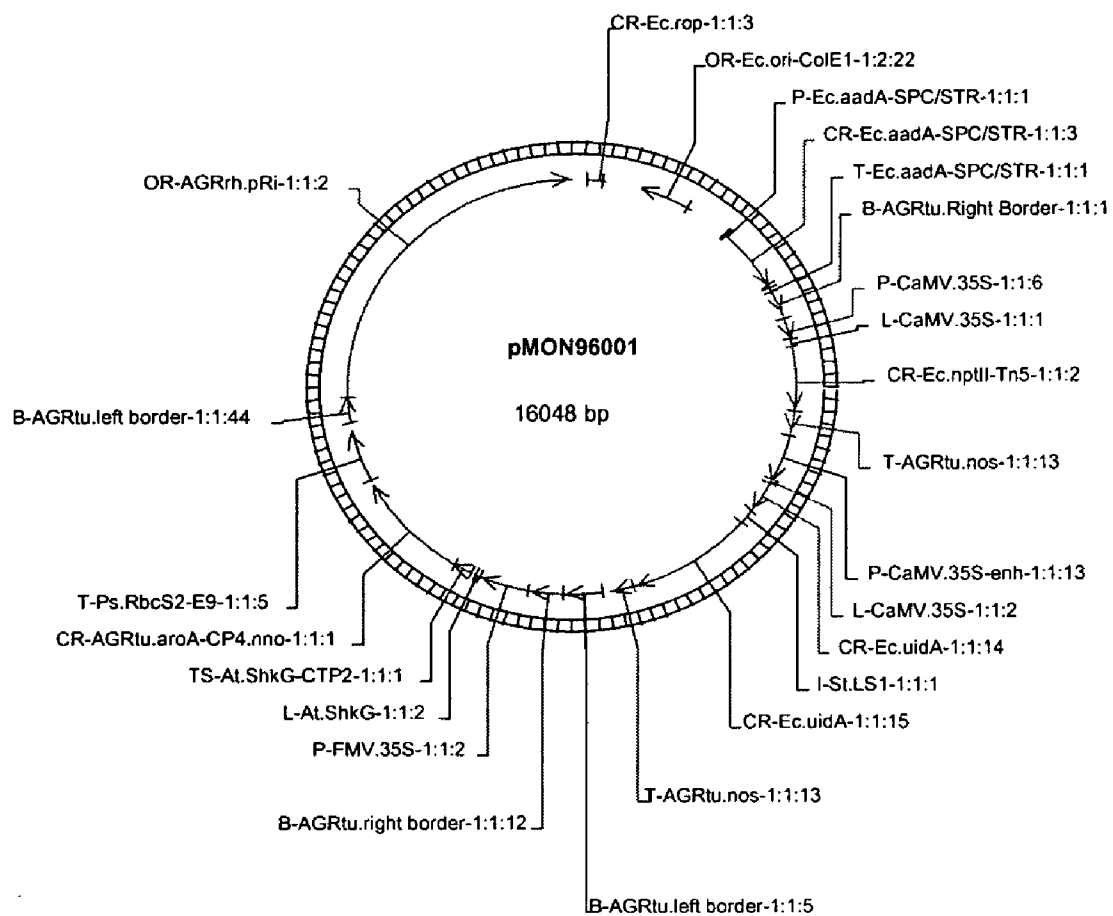 CR-Ec.rop-1:1:3
OR-Ec.ori-ColE1-1:2:22
P-Ec.aadA-SPC/STR-1:1:1
CR-Ec.aadA-SPC/STR-1:1:3
T-Ec.aadA-SPC/STR-1:1:1
OR-AGRrh.pRi-1:1:2
B-AGRtu.Right Border-1:1:1
P-CaMV.35S-1:1:6
L-CaMV.35S-1:1:1
pMON96001
CR-Ec.nptII-Tn5-1:1:2
16048 bp
B-AGRtu.left border-1:1:44
T-AGRtu.nos-1:1:13
P-CaMV.35S-enh-1:1:13
T-Ps.RbcS2-E9-1:1:5
L-CaMV.35S-1:1:2
CR-AGRtu.aroA-CP4.nno-1:1:1
CR-Ec.uidA-1:1:14
TS-At.ShkG-CTP2-1:1:1
I-St.LS1-1:1:1
L-At.ShkG-1:1:2
CR-Ec.uidA-1:1:15
P-FMV.35S-1:1:2
T-AGRtu.nos-1:1:13
B-AGRtu.right border-1:1:12
B-AGRtu.left border-1:1:5